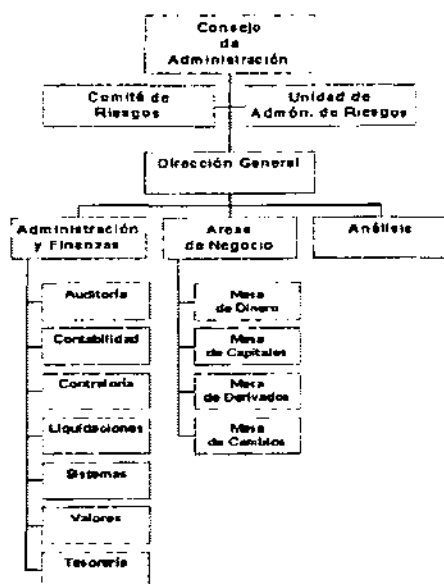 Consejo
de
Administración
Comité de
Riesgos
Unidad de
Admón. de Riesgos
Dirección General
Administración
y Finanzas
Areas
de Negocio
Análisis
Auditoría
Contabilidad
Contraloría
Liquidaciones
Sistemas
Valores
Tesorería
Mesa
de Dinero
Mesa
de Capitales
Mesa
de Derivados
Mesa
de Cambios